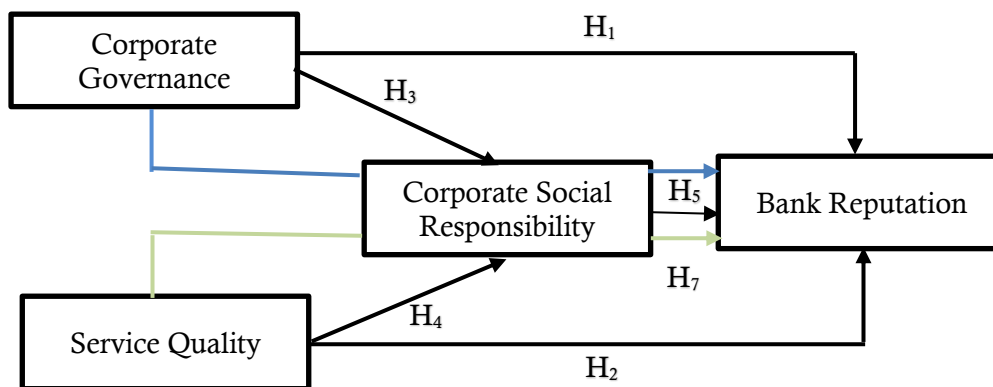 H₁
Corporate
Governance
H₃
Corporate Social
Responsibility
H₅
Bank Reputation
H₇
H₄
Service Quality
H₂